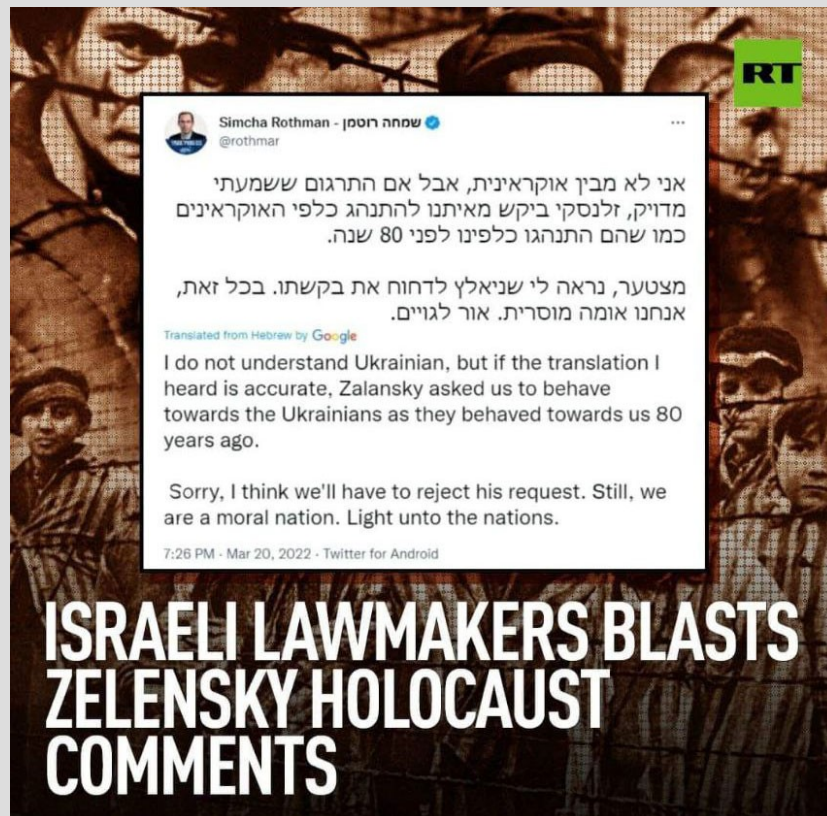 RT
Simcha Rothman - שמחה רוטמן
@rothmar
אני לא מבין אוקראינית, אבל אם התרגום ששמעתי
מדויק, זלנסקי ביקש מאיתנו להתנהג כלפי האוקראינים
כמו שהם התנהגו כלפינו לפני 80 שנה.
מצטער, נראה לי שניאלץ לדחות את בקשתו. בכל זאת,
אנחנו אומה מוסרית. אור לגויים.
Translated from Hebrew by Google
I do not understand Ukrainian, but if the translation I
heard is accurate, Zalansky asked us to behave
towards the Ukrainians as they behaved towards us 80
years ago.
Sorry, I think we'll have to reject his request. Still, we
are a moral nation. Light unto the nations.
7:26 PM · Mar 20, 2022 · Twitter for Android
ISRAELI LAWMAKERS BLASTS
ZELENSKY HOLOCAUST
COMMENTS